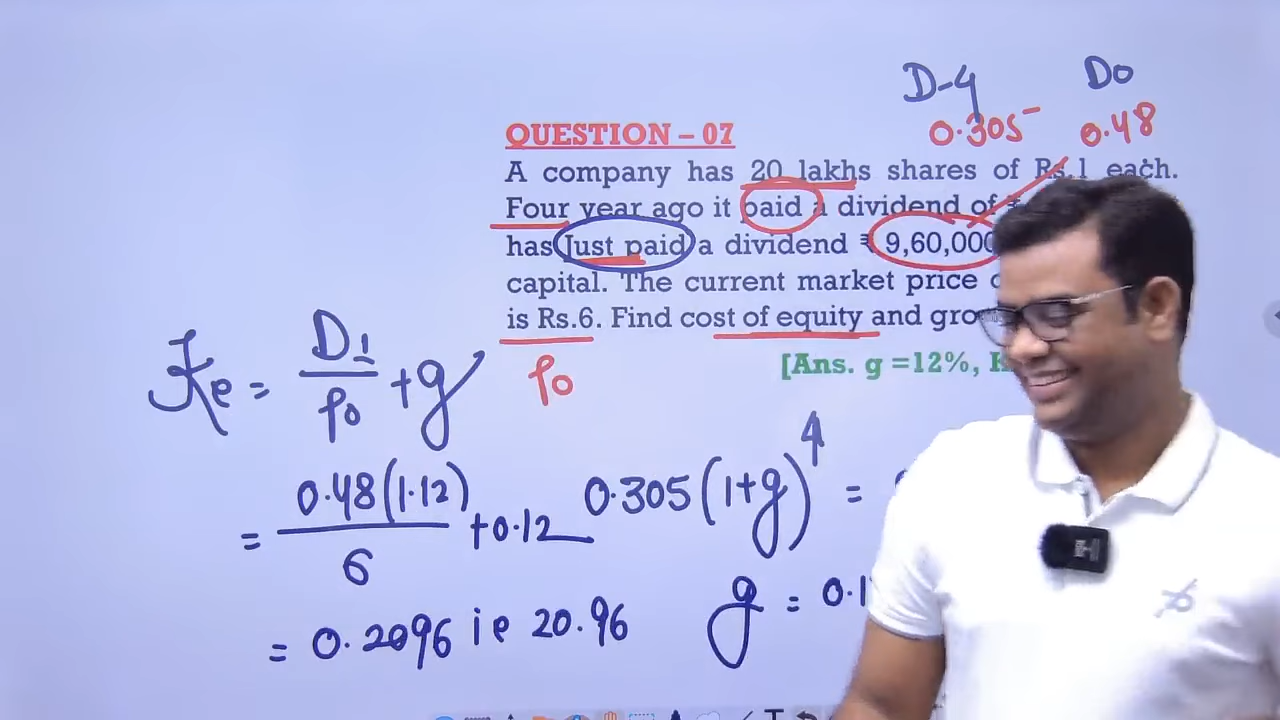 D-4 D0
0.305 0.48
QUESTION – 07
A company has 20 lakhs shares of Rs.1 each.
Four year ago it paid a dividend of
has Just paid a dividend ₹ 9,60,000
capital. The current market price
is Rs.6. Find cost of equity and gro
[Ans. g =12%, K
P0
Ke = D1/P0 + g
= 0.48(1.12)/6 + 0.12
0.305(1+g)^4 =
g = 0.1
= 0.2096 ie 20.96